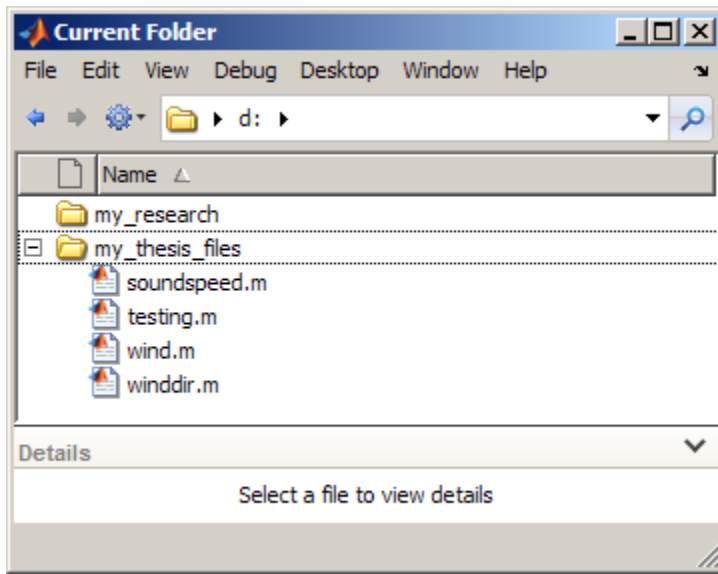 Current Folder
File Edit View Debug Desktop Window Help
d:
Name
my_research
my_thesis_files
soundspeed.m
testing.m
wind.m
winddir.m
Details
Select a file to view details